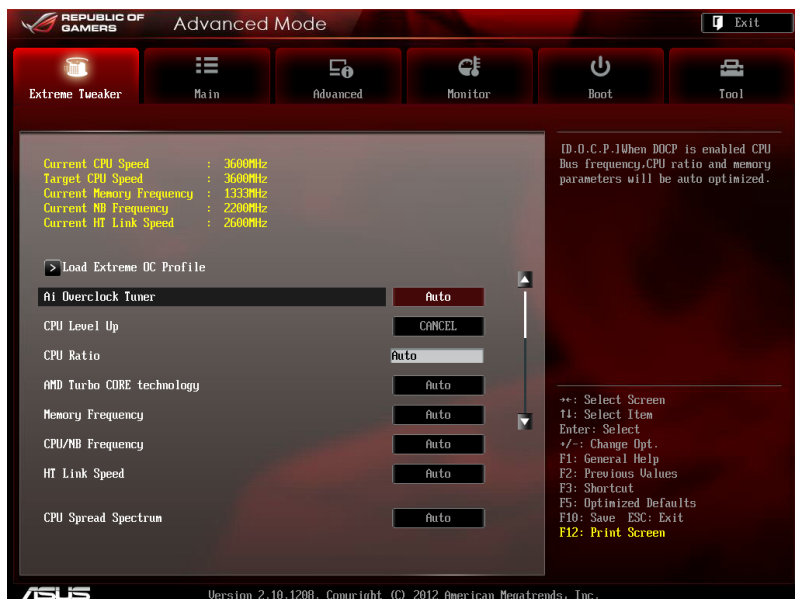 REPUBLIC OF
GAMERS
Advanced Mode
Exit
Extreme Tweaker
Main
Advanced
Monitor
Boot
Tool
Current CPU Speed : 3600MHz
Target CPU Speed : 3600MHz
Current Memory Frequency : 1333MHz
Current NB Frequency : 2200MHz
Current HT Link Speed : 2600MHz
> Load Extreme OC Profile
Ai Overclock Tuner Auto
CPU Level Up CANCEL
CPU Ratio Auto
AMD Turbo CORE technology Auto
Memory Frequency Auto
CPU/NB Frequency Auto
HT Link Speed Auto
CPU Spread Spectrum Auto
[D.O.C.P.]When DOCP is enabled CPU
Bus frequency,CPU ratio and memory
parameters will be auto optimized.
→←: Select Screen
↑↓: Select Item
Enter: Select
+/-: Change Opt.
F1: General Help
F2: Previous Values
F3: Shortcut
F5: Optimized Defaults
F10: Save ESC: Exit
F12: Print Screen
ASUS
Version 2.10.1208. Copyright (C) 2012 American Megatrends, Inc.